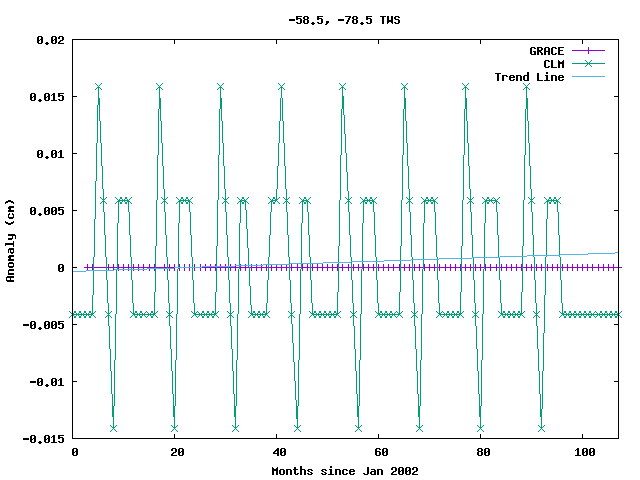 -58.5, -78.5 TWS
0.02
0.015
0.01
0.005
0
-0.005
-0.01
-0.015
Anomaly (cm)
GRACE
CLM
Trend Line
0 20 40 60 80 100
Months since Jan 2002